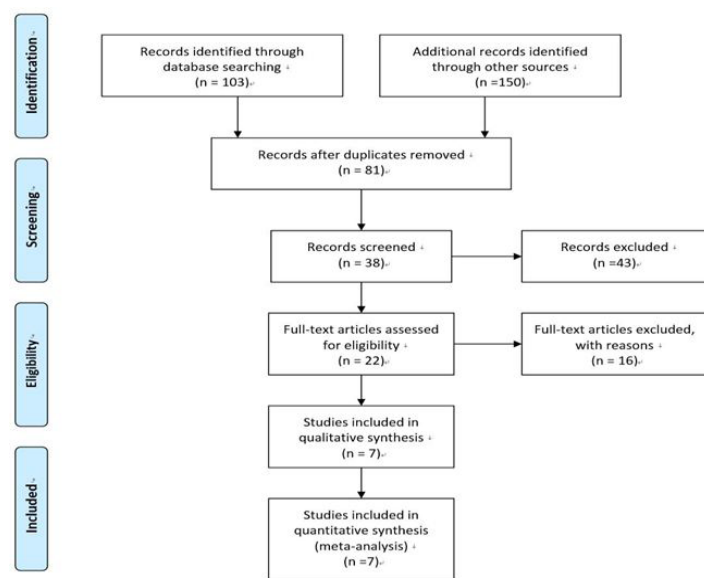 Identification
Records identified through
database searching
(n = 103)
Additional records identified
through other sources
(n =150)
Records after duplicates removed
(n = 81)
Screening
Records screened
(n = 38)
Records excluded
(n =43)
Eligibility
Full-text articles assessed
for eligibility
(n = 22)
Full-text articles excluded,
with reasons
(n = 16)
Studies included in
qualitative synthesis
(n = 7)
Included
Studies included in
quantitative synthesis
(meta-analysis)
(n =7)